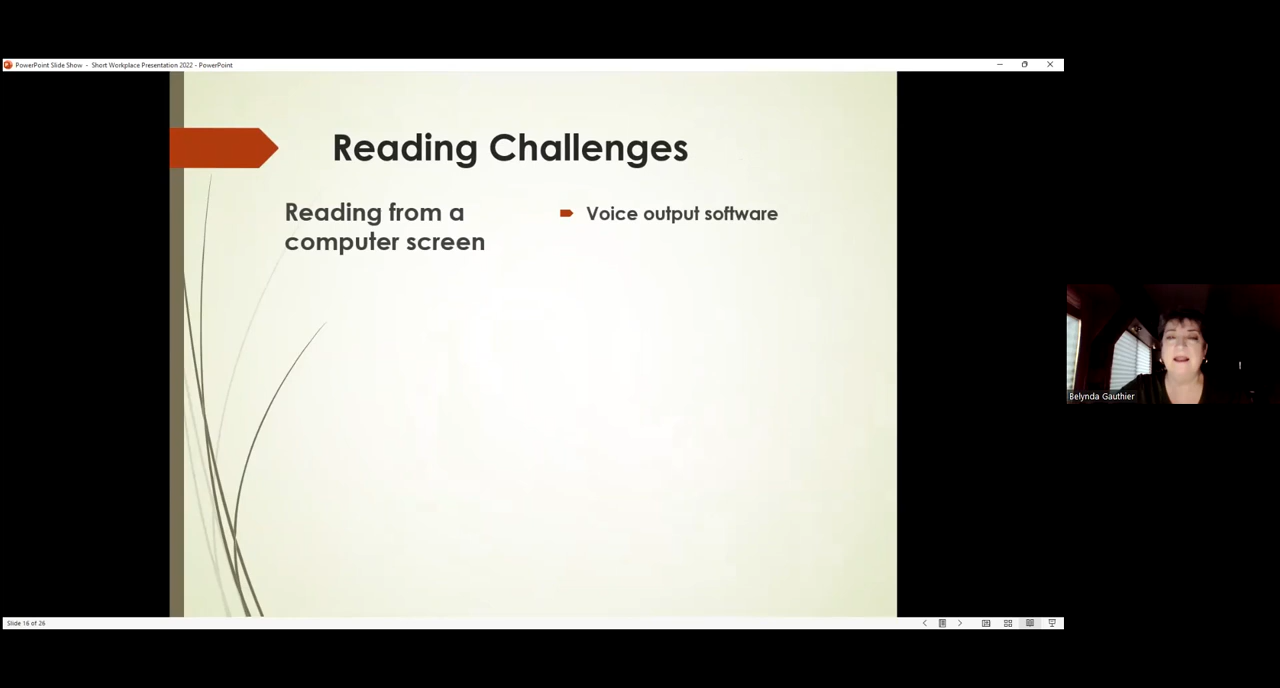 PowerPoint Slide Show - Short Workplace Presentation 2022 - PowerPoint
Reading Challenges
Reading from a
computer screen
Voice output software
Belynda Gauthier
Slide 16 of 26